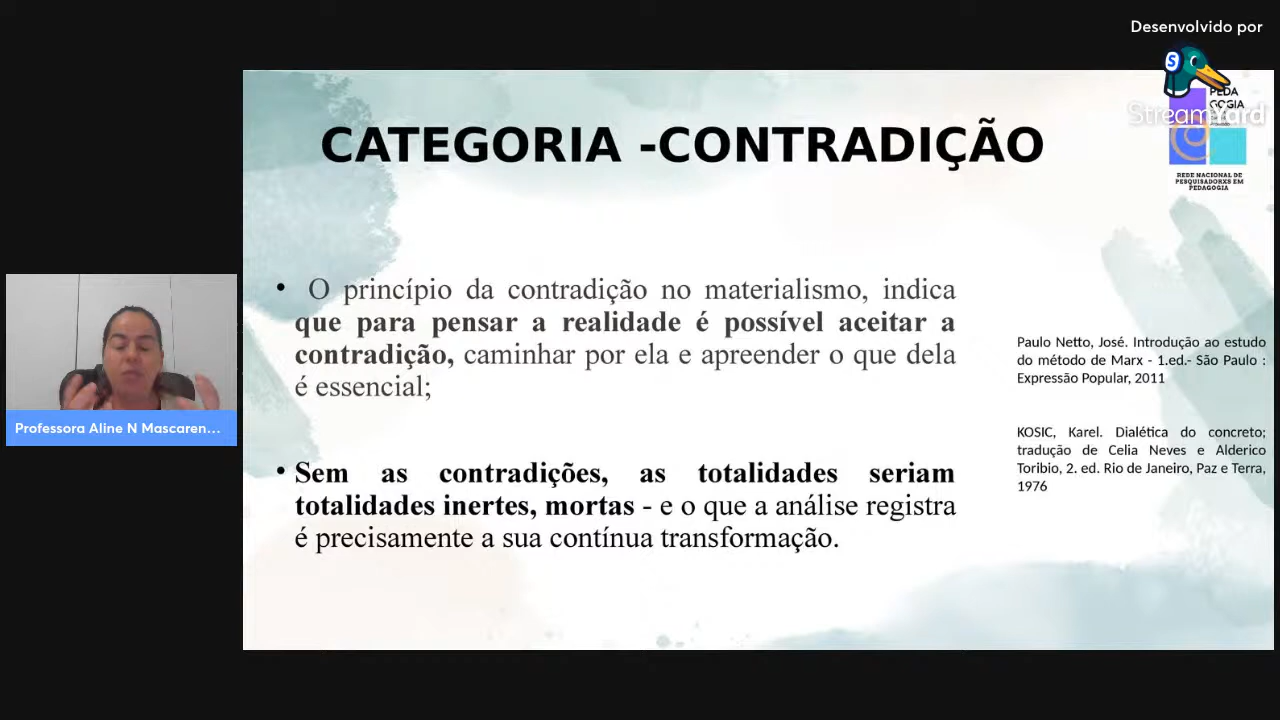 Desenvolvido por
S
StreamYard
PEDA
GOGIA
REDE NACIONAL DE
PESQUISADORXS EM
PEDAGOGIA
CATEGORIA -CONTRADIÇÃO
• O princípio da contradição no materialismo, indica
que para pensar a realidade é possível aceitar a
contradição, caminhar por ela e apreender o que dela
é essencial;
• Sem as contradições, as totalidades seriam
totalidades inertes, mortas - e o que a análise registra
é precisamente a sua contínua transformação.
Paulo Netto, José. Introdução ao estudo
do método de Marx - 1.ed.- São Paulo :
Expressão Popular, 2011
KOSIC, Karel. Dialética do concreto;
tradução de Celia Neves e Alderico
Toribio, 2. ed. Rio de Janeiro, Paz e Terra,
1976
Professora Aline N Mascaren...